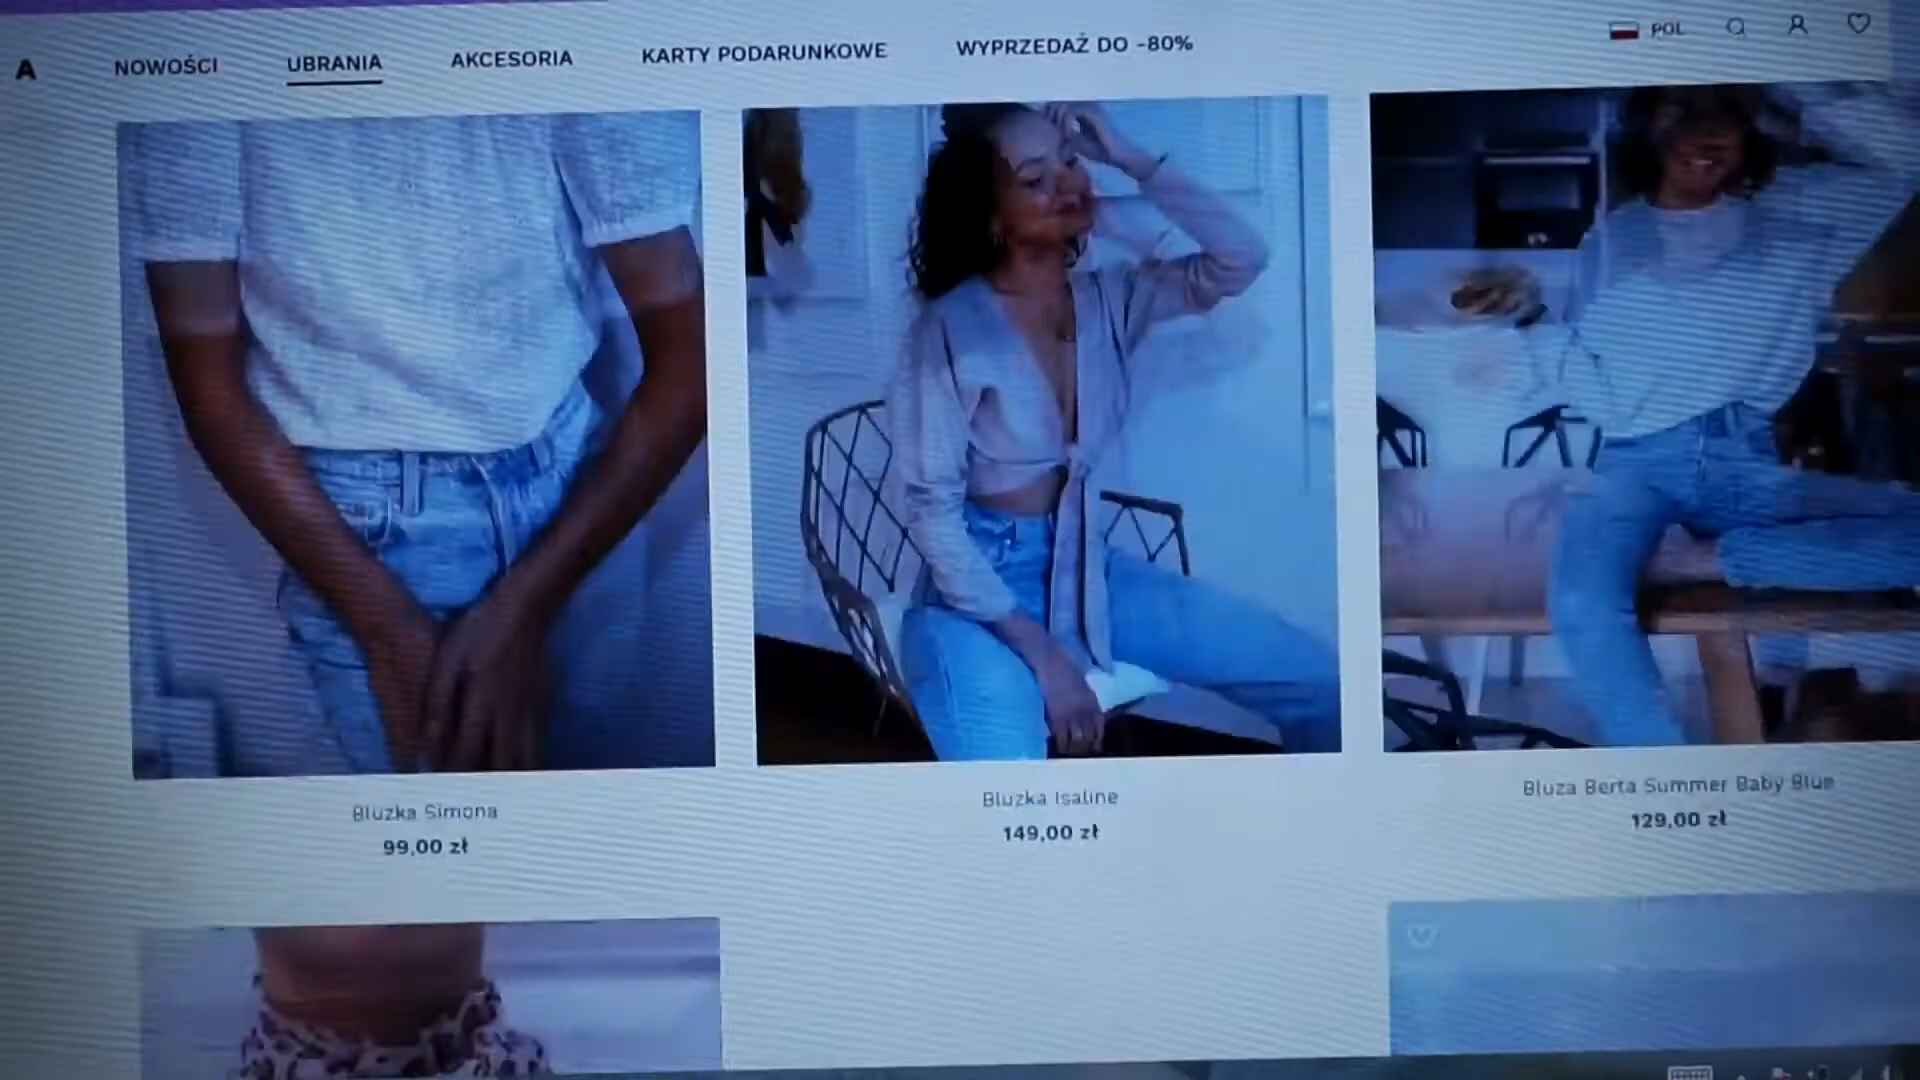 A NOWOŚCI UBRANIA AKCESORIA KARTY PODARUNKOWE WYPRZEDAŻ DO -80% POL
Bluzka Simona
99,00 zł
Bluzka Isaline
149,00 zł
Bluza Berta Summer Baby Blue
129,00 zł